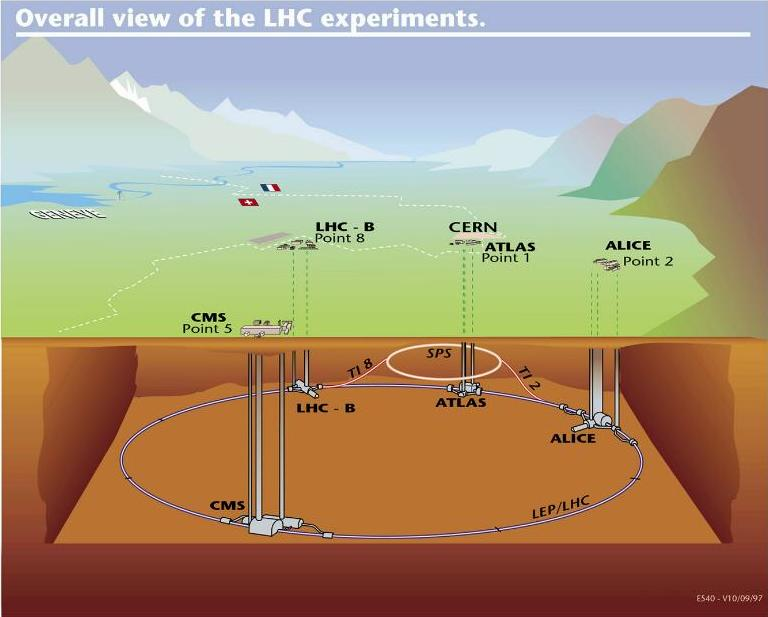 Overall view of the LHC experiments.
GENEVE
LHC - B
Point 8
CERN
ATLAS
Point 1
ALICE
Point 2
CMS
Point 5
SPS
TI 8
TI 2
LHC - B
ATLAS
ALICE
CMS
LEP/LHC
E540 - V10/09/97